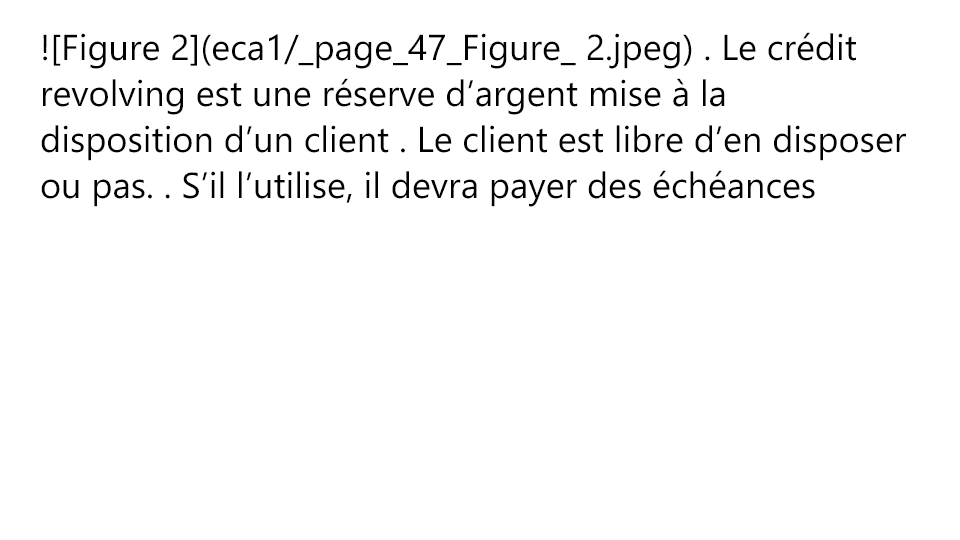 ![Figure 2](eca1/_page_47_Figure_ 2.jpeg) . Le crédit
revolving est une réserve d’argent mise à la
disposition d’un client . Le client est libre d’en disposer
ou pas. . S’il l’utilise, il devra payer des échéances